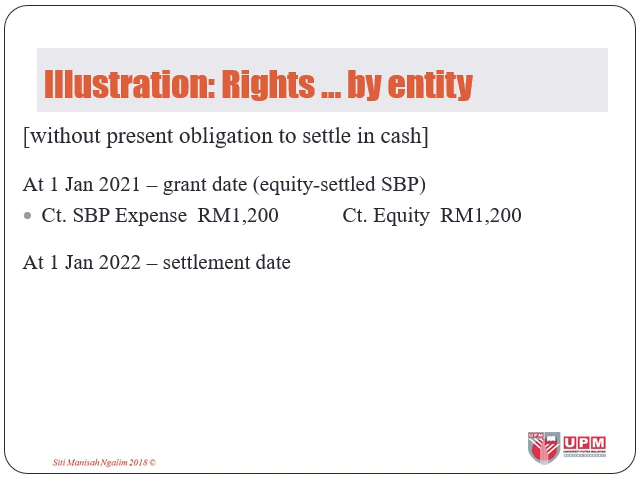 Illustration: Rights ... by entity
[without present obligation to settle in cash]
At 1 Jan 2021 – grant date (equity-settled SBP)
• Ct. SBP Expense RM1,200 Ct. Equity RM1,200
At 1 Jan 2022 – settlement date
UPM
Siti Manisah Ngalim 2018 ©